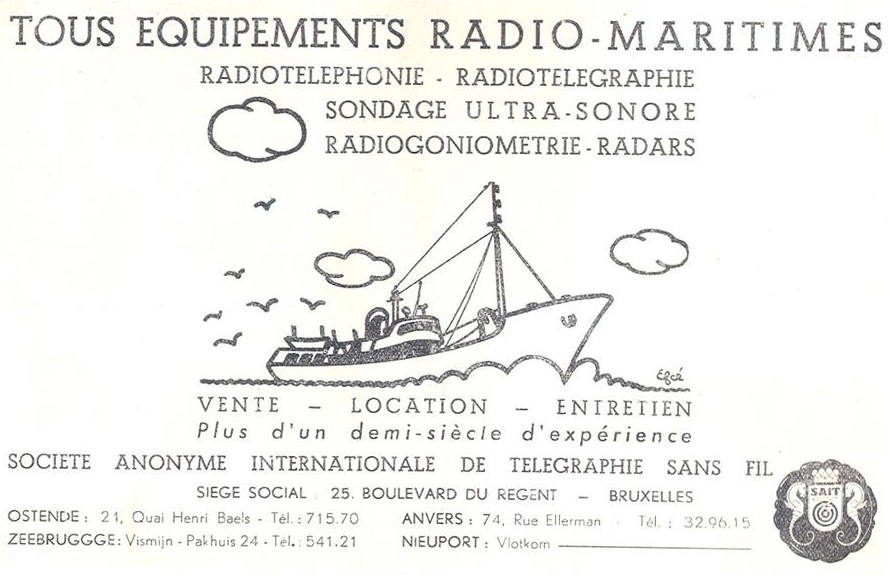 TOUS EQUIPEMENTS RADIO-MARITIMES
RADIOTELEPHONIE - RADIOTELEGRAPHIE
SONDAGE ULTRA-SONORE
RADIOGONIOMETRIE-RADARS
Efcé
VENTE – LOCATION – ENTRETIEN
Plus d'un demi-siècle d'expérience
SOCIETE ANONYME INTERNATIONALE DE TELEGRAPHIE SANS FIL
SAIT
SIEGE SOCIAL : 25. BOULEVARD DU REGENT – BRUXELLES
OSTENDE : 21, Quai Henri Baels - Tél. : 715.70
ANVERS : 74, Rue Ellerman - Tél. : 32.96.15
ZEEBRUGGGE : Vismijn - Pakhuis 24 - Tél. : 541.21
NIEUPORT : Vlotkom